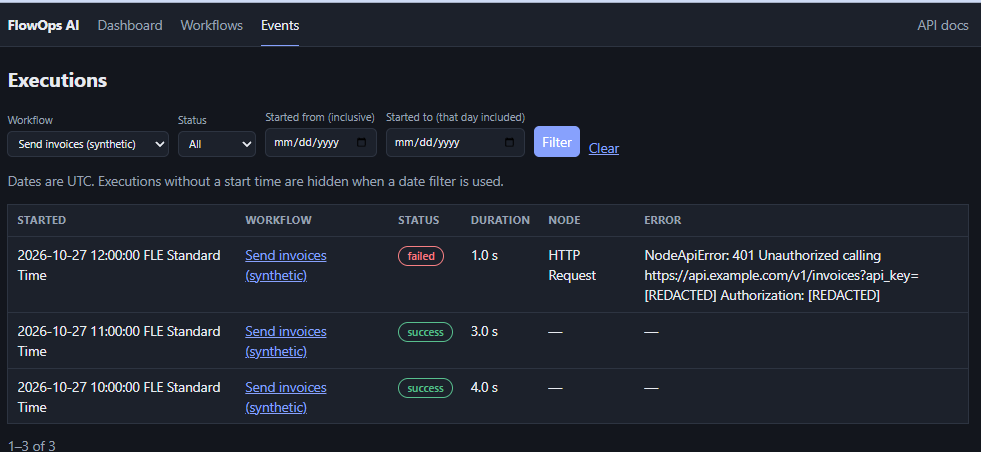 FlowOps AI Dashboard Workflows Events API docs
Executions
Workflow Status Started from (inclusive) Started to (that day included)
Send invoices (synthetic) All mm/dd/yyyy mm/dd/yyyy Filter Clear
Dates are UTC. Executions without a start time are hidden when a date filter is used.
STARTED WORKFLOW STATUS DURATION NODE ERROR
2026-10-27 12:00:00 FLE Standard Send invoices failed 1.0 s HTTP NodeApiError: 401 Unauthorized calling
Time (synthetic) Request https://api.example.com/v1/invoices?api_key=
[REDACTED] Authorization: [REDACTED]
2026-10-27 11:00:00 FLE Standard Send invoices success 3.0 s — —
Time (synthetic)
2026-10-27 10:00:00 FLE Standard Send invoices success 4.0 s — —
Time (synthetic)
1–3 of 3